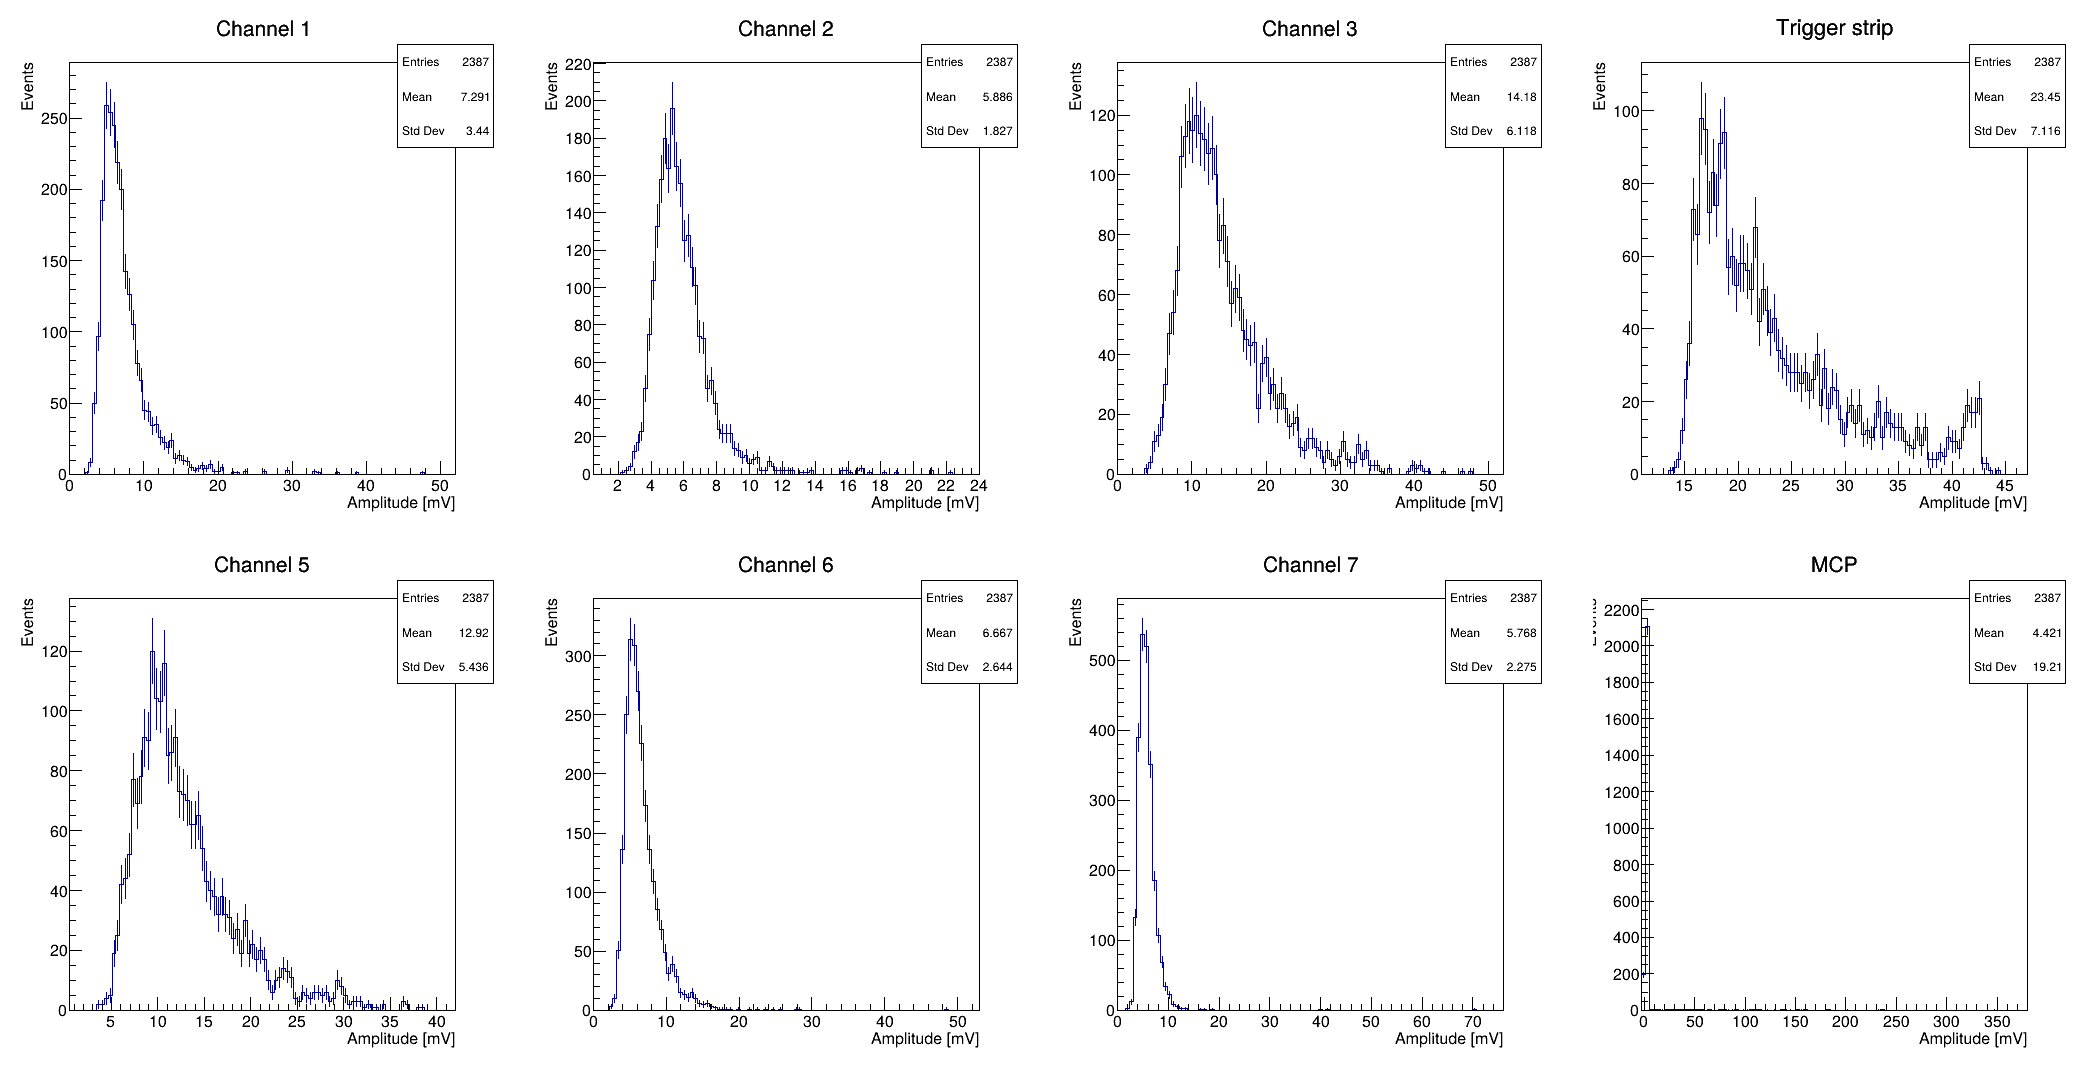 Channel 1
Events
Entries 2387
Mean 7.291
Std Dev 3.44
250
200
150
100
50
0
0 10 20 30 40 50
Amplitude [mV]
Channel 2
Events
Entries 2387
Mean 5.886
Std Dev 1.827
220
200
180
160
140
120
100
80
60
40
20
0
2 4 6 8 10 12 14 16 18 20 22 24
Amplitude [mV]
Channel 3
Events
Entries 2387
Mean 14.18
Std Dev 6.118
120
100
80
60
40
20
0
0 10 20 30 40 50
Amplitude [mV]
Trigger strip
Events
Entries 2387
Mean 23.45
Std Dev 7.116
100
80
60
40
20
0
15 20 25 30 35 40 45
Amplitude [mV]
Channel 5
Events
Entries 2387
Mean 12.92
Std Dev 5.436
120
100
80
60
40
20
0
5 10 15 20 25 30 35 40
Amplitude [mV]
Channel 6
Events
Entries 2387
Mean 6.667
Std Dev 2.644
300
250
200
150
100
50
0
0 10 20 30 40 50
Amplitude [mV]
Channel 7
Events
Entries 2387
Mean 5.768
Std Dev 2.275
500
400
300
200
100
0
0 10 20 30 40 50 60 70
Amplitude [mV]
MCP
Events
Entries 2387
Mean 4.421
Std Dev 19.21
2200
2000
1800
1600
1400
1200
1000
800
600
400
200
0
0 50 100 150 200 250 300 350
Amplitude [mV]